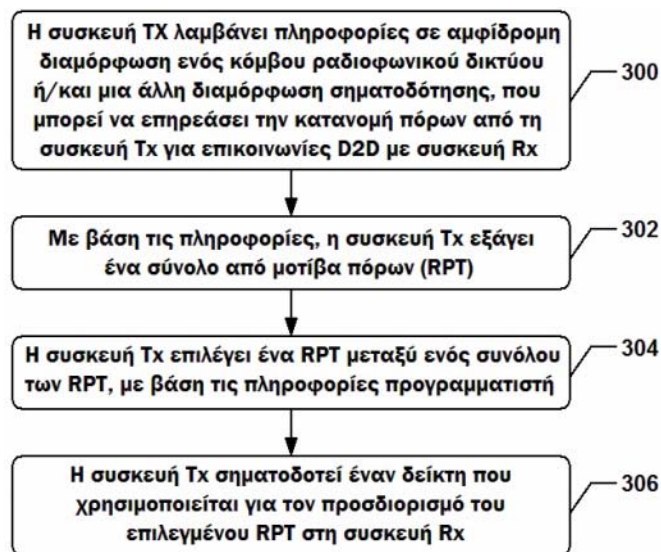 Η συσκευή TX λαμβάνει πληροφορίες σε αμφίδρομη
διαμόρφωση ενός κόμβου ραδιοφωνικού δικτύου
ή/και μια άλλη διαμόρφωση σηματοδότησης, που
μπορεί να επηρεάσει την κατανομή πόρων από τη
συσκευή Tx για επικοινωνίες D2D με συσκευή Rx
300
Με βάση τις πληροφορίες, η συσκευή Tx εξάγει
ένα σύνολο από μοτίβα πόρων (RPT)
302
Η συσκευή Tx επιλέγει ένα RPT μεταξύ ενός συνόλου
των RPT, με βάση τις πληροφορίες προγραμματιστή
304
Η συσκευή Tx σηματοδοτεί έναν δείκτη που
χρησιμοποιείται για τον προσδιορισμό του
επιλεγμένου RPT στη συσκευή Rx
306